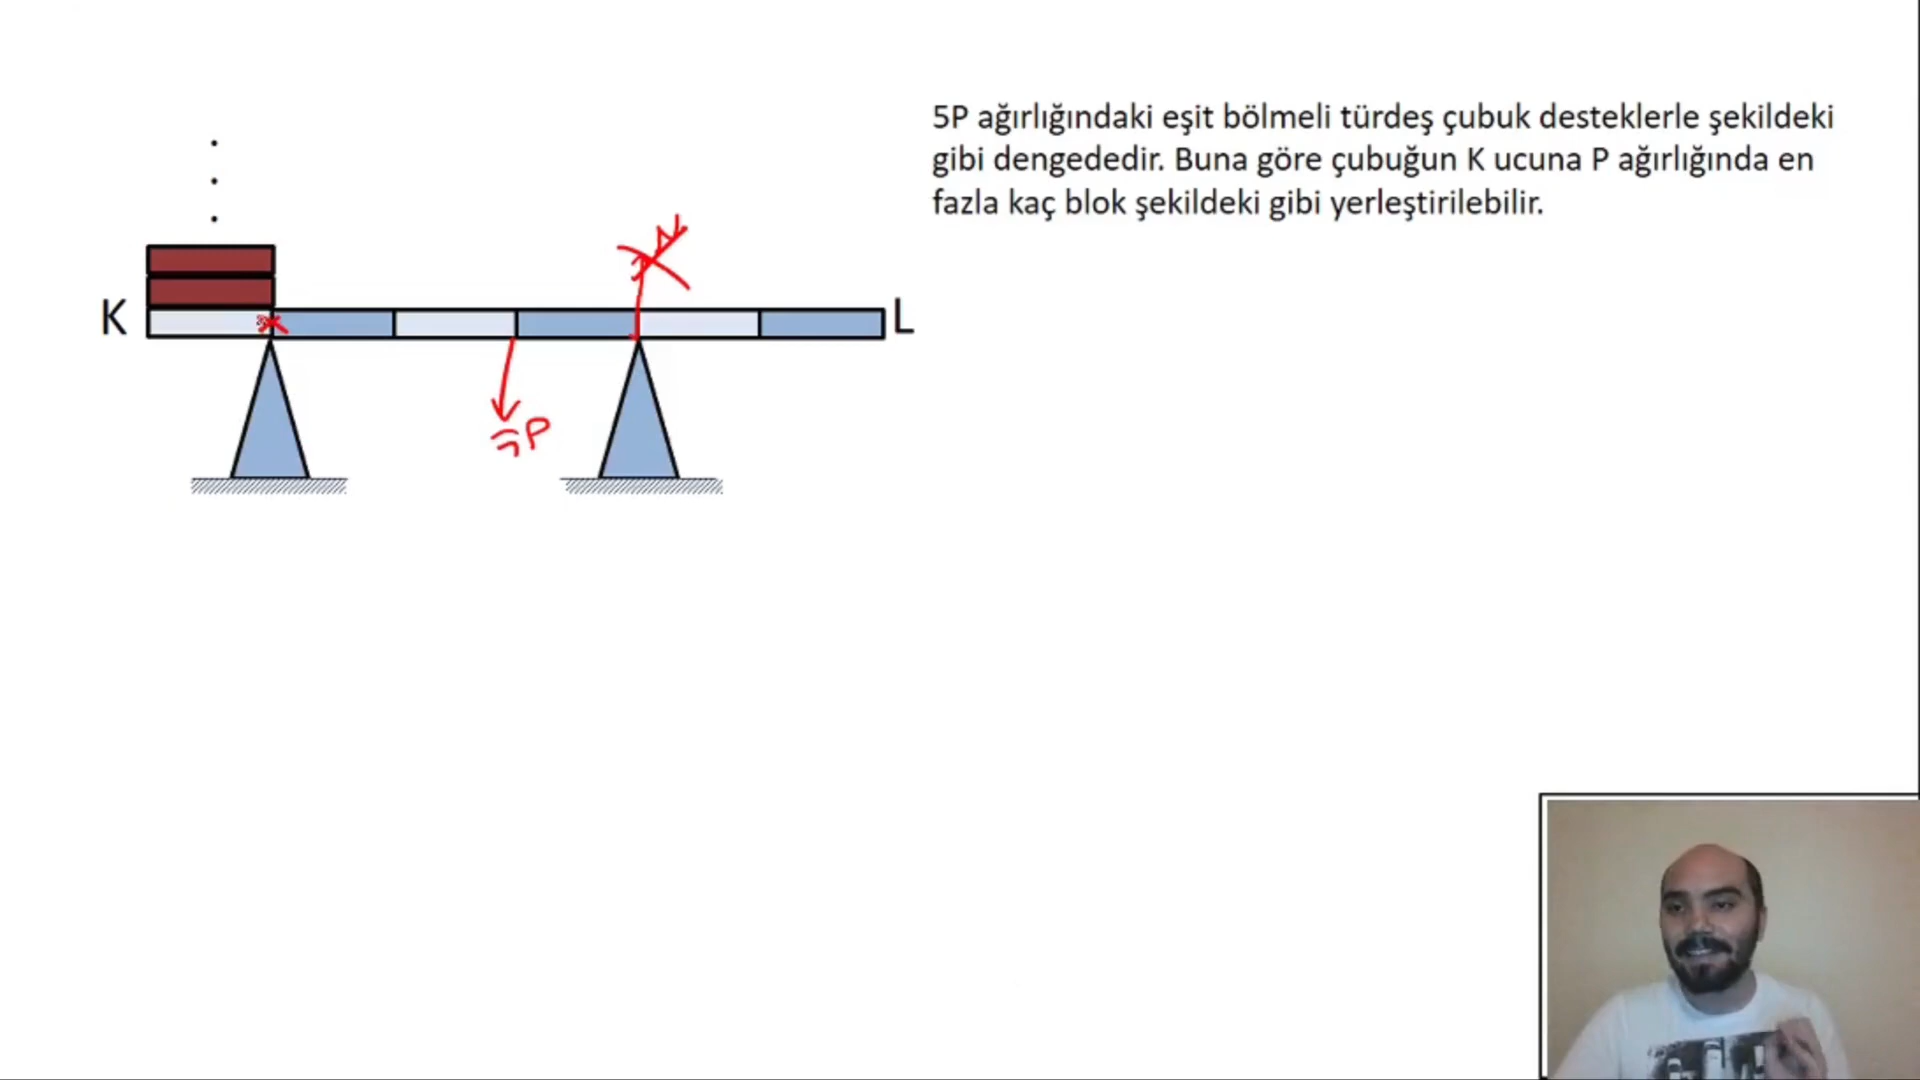 5P ağırlığındaki eşit bölmeli türdeş çubuk desteklerle şekildeki
gibi dengededir. Buna göre çubuğun K ucuna P ağırlığında en
fazla kaç blok şekildeki gibi yerleştirilebilir.
N
K
L
5P